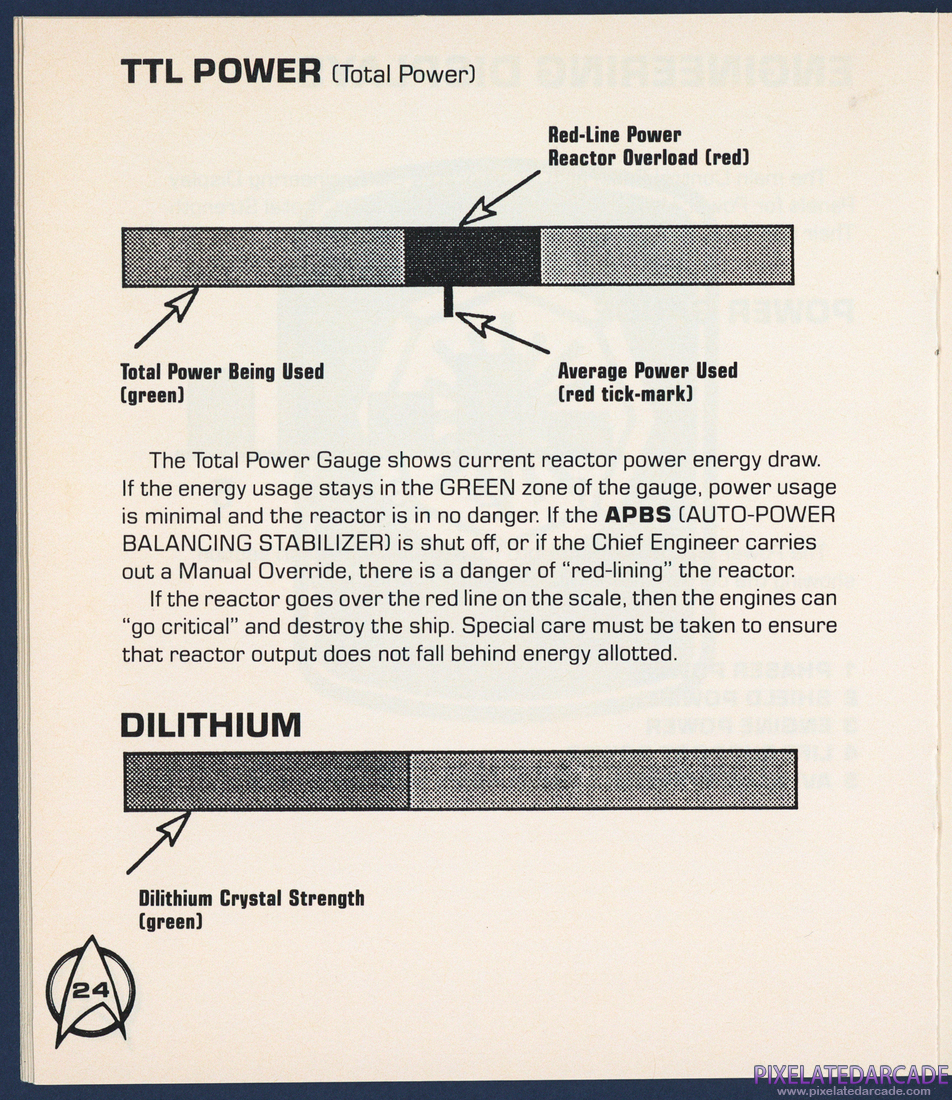 TTL POWER (Total Power)
Red-Line Power
Reactor Overload (red)
Total Power Being Used
(green)
Average Power Used
(red tick-mark)
The Total Power Gauge shows current reactor power energy draw.
If the energy usage stays in the GREEN zone of the gauge, power usage
is minimal and the reactor is in no danger. If the APBS (AUTO-POWER
BALANCING STABILIZER) is shut off, or if the Chief Engineer carries
out a Manual Override, there is a danger of “red-lining” the reactor.
If the reactor goes over the red line on the scale, then the engines can
“go critical” and destroy the ship. Special care must be taken to ensure
that reactor output does not fall behind energy allotted.
DILITHIUM
Dilithium Crystal Strength
(green)
24
PIXELATEDARCADE
www.pixelatedarcade.com